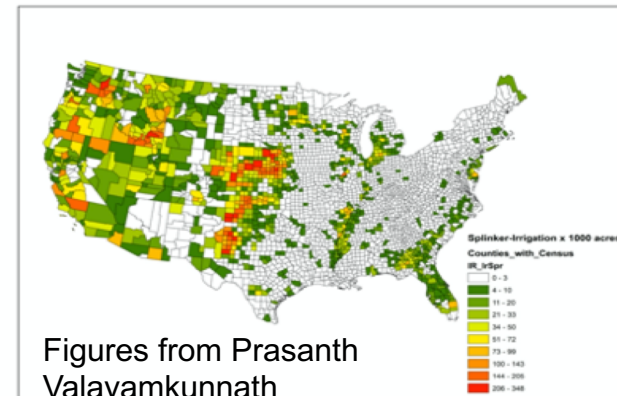 Splinker-Irrigation x 1000 acres
Counties_with_Census
IR_IrSpr
0 - 3
4 - 10
11 - 20
21 - 33
34 - 50
51 - 72
73 - 99
100 - 143
144 - 205
206 - 348
Figures from Prasanth
Valayamkunnath